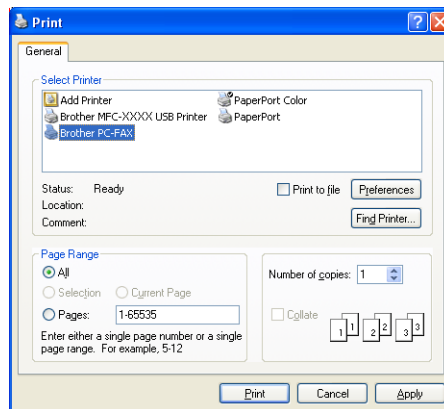 Print
General
Select Printer
Add Printer
PaperPort Color
Brother MFC-XXXX USB Printer
PaperPort
Brother PC-FAX
Status: Ready
Print to file
Preferences
Location:
Comment:
Find Printer...
Page Range
All
Selection
Current Page
Pages: 1-65535
Enter either a single page number or a single
page range. For example, 5-12
Number of copies: 1
Collate
1 1 2 2 3 3
Print
Cancel
Apply